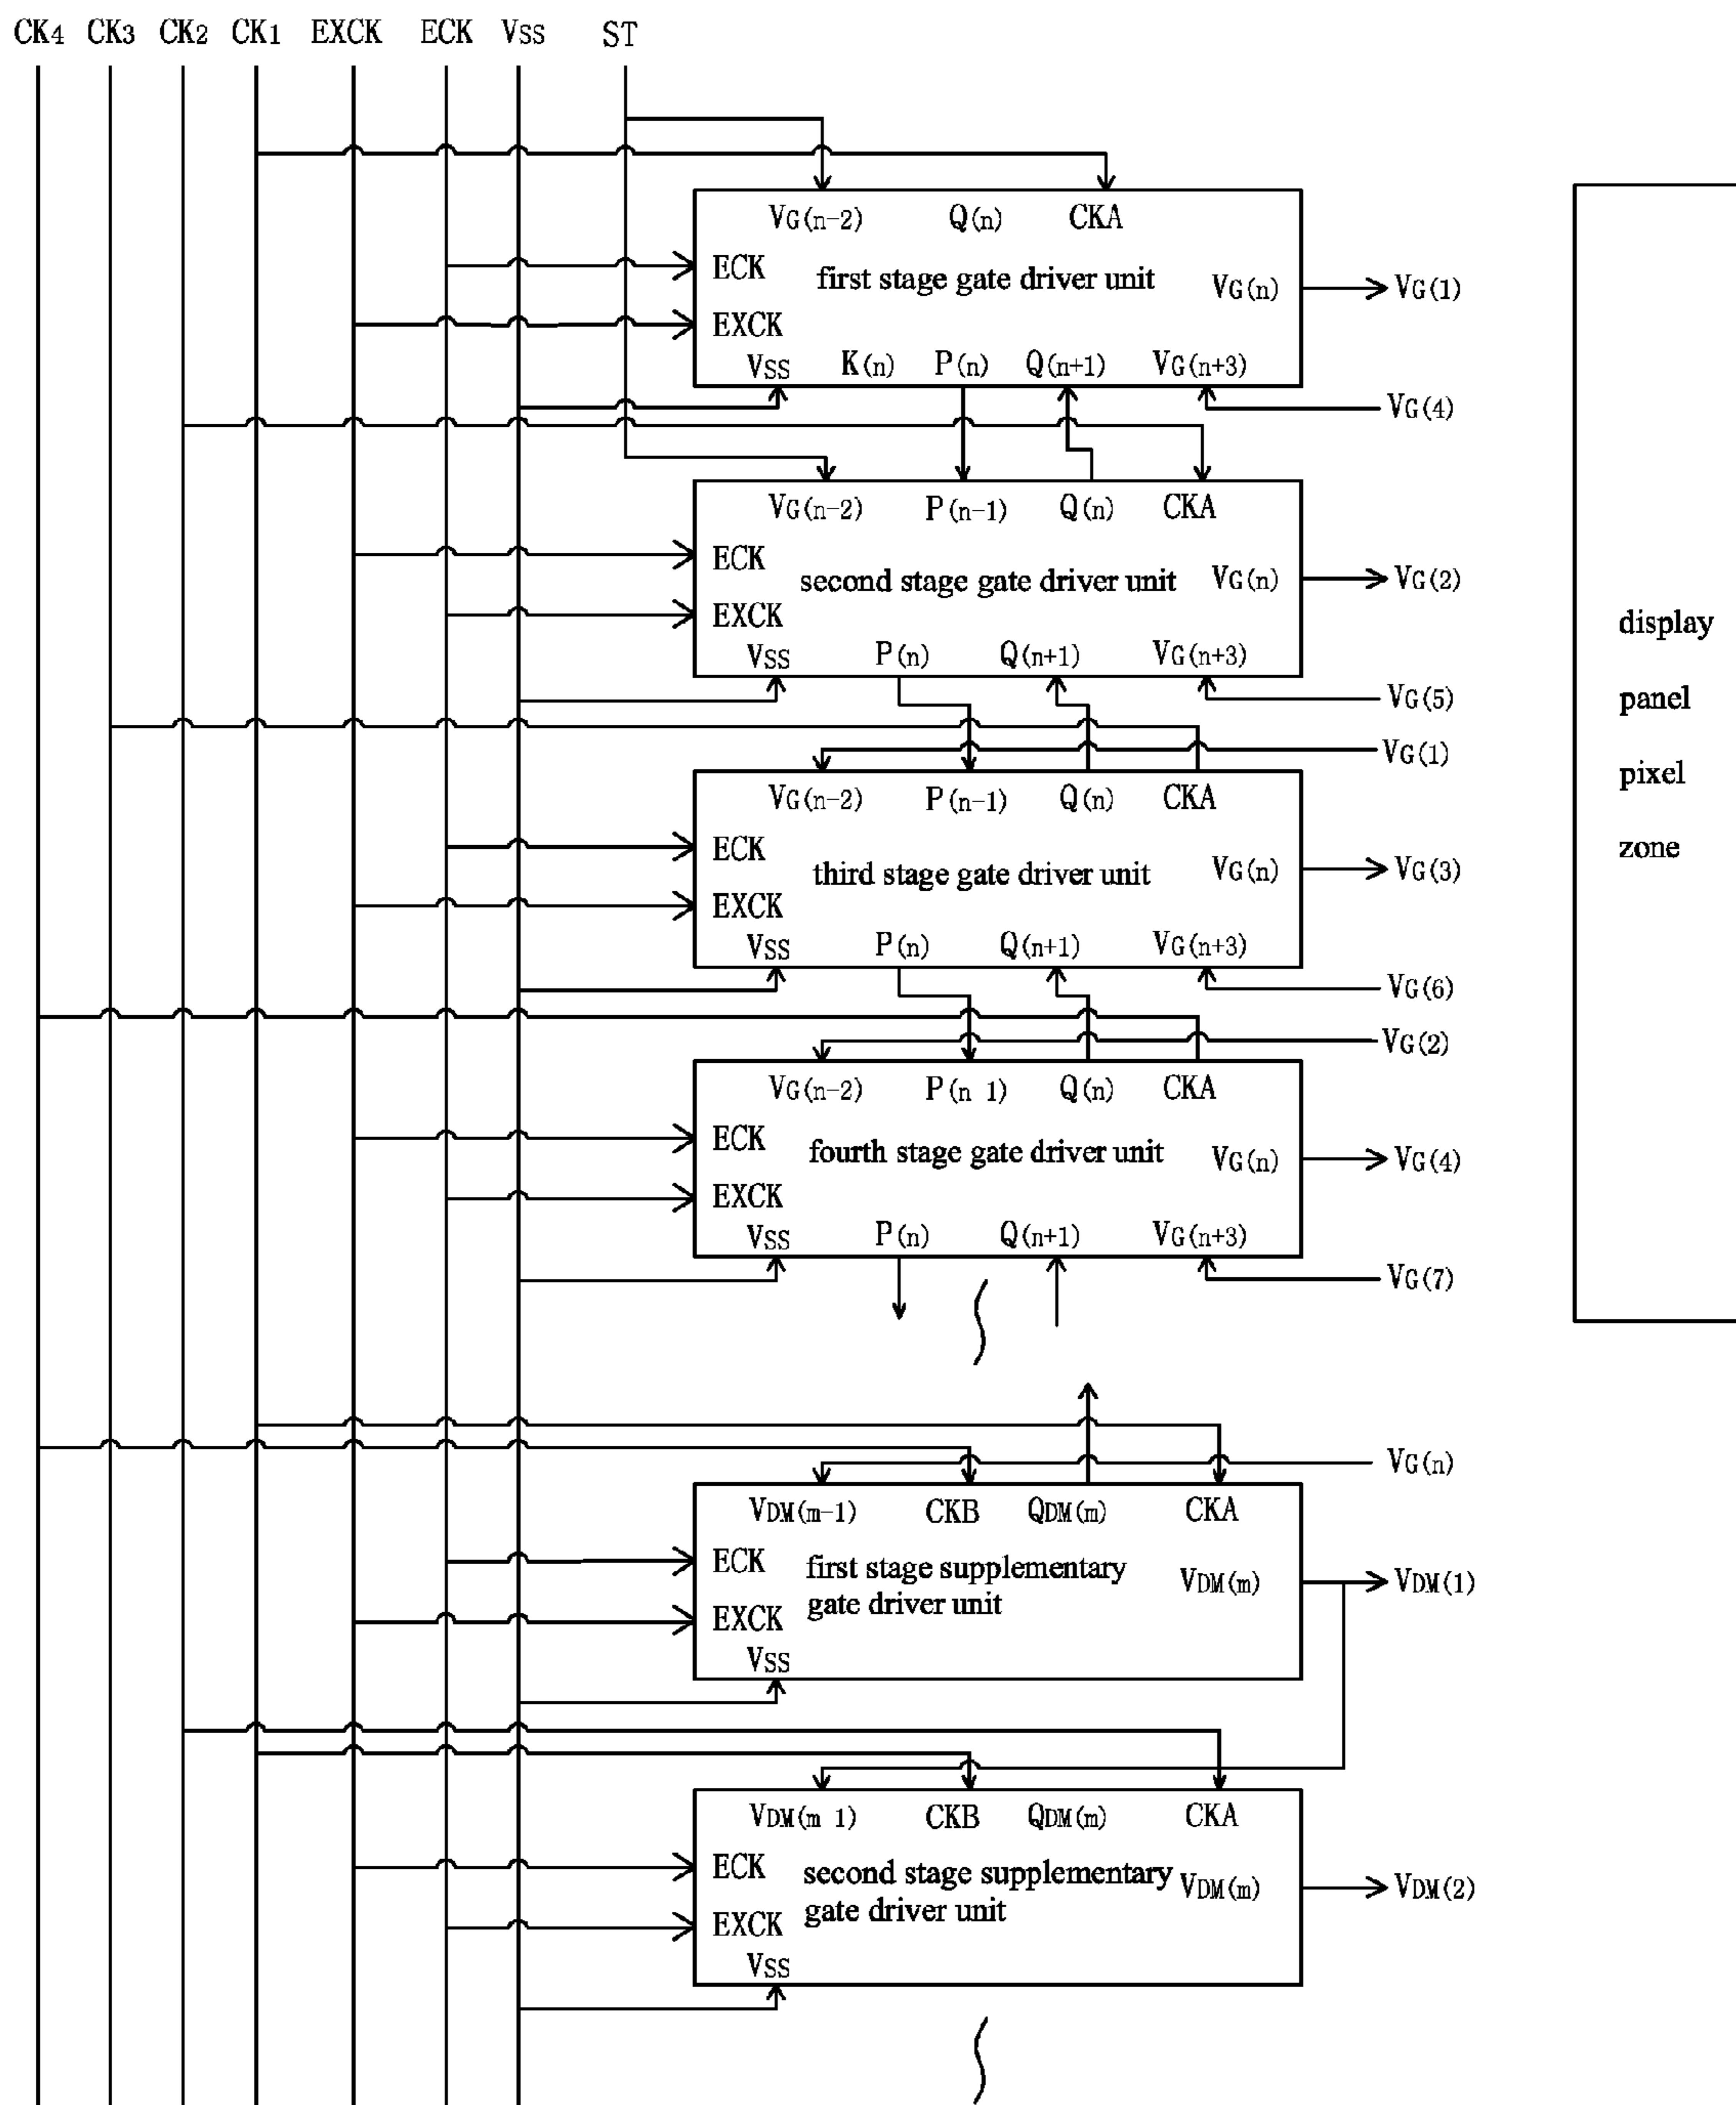 CK4 CK3 CK2 CK1 EXCK ECK VSS ST
VG(n-2) Q(n) CKA
ECK
first stage gate driver unit
VG(n)
VG(1)
EXCK
VSS K(n) P(n) Q(n+1) VG(n+3)
VG(4)
VG(n-2) P(n-1) Q(n) CKA
ECK
second stage gate driver unit
VG(n)
VG(2)
EXCK
VSS P(n) Q(n+1) VG(n+3)
VG(5)
VG(1)
VG(n-2) P(n-1) Q(n) CKA
ECK
third stage gate driver unit
VG(n)
VG(3)
EXCK
VSS P(n) Q(n+1) VG(n+3)
VG(6)
VG(2)
VG(n-2) P(n 1) Q(n) CKA
ECK
fourth stage gate driver unit
VG(n)
VG(4)
EXCK
VSS P(n) Q(n+1) VG(n+3)
VG(7)
VG(n)
VDM(m-1) CKB QDM(m) CKA
ECK
first stage supplementary
gate driver unit
VDM(m)
VDM(1)
EXCK
VSS
VDM(m 1) CKB QDM(m) CKA
ECK
second stage supplementary
gate driver unit
VDM(m)
VDM(2)
EXCK
VSS
display
panel
pixel
zone